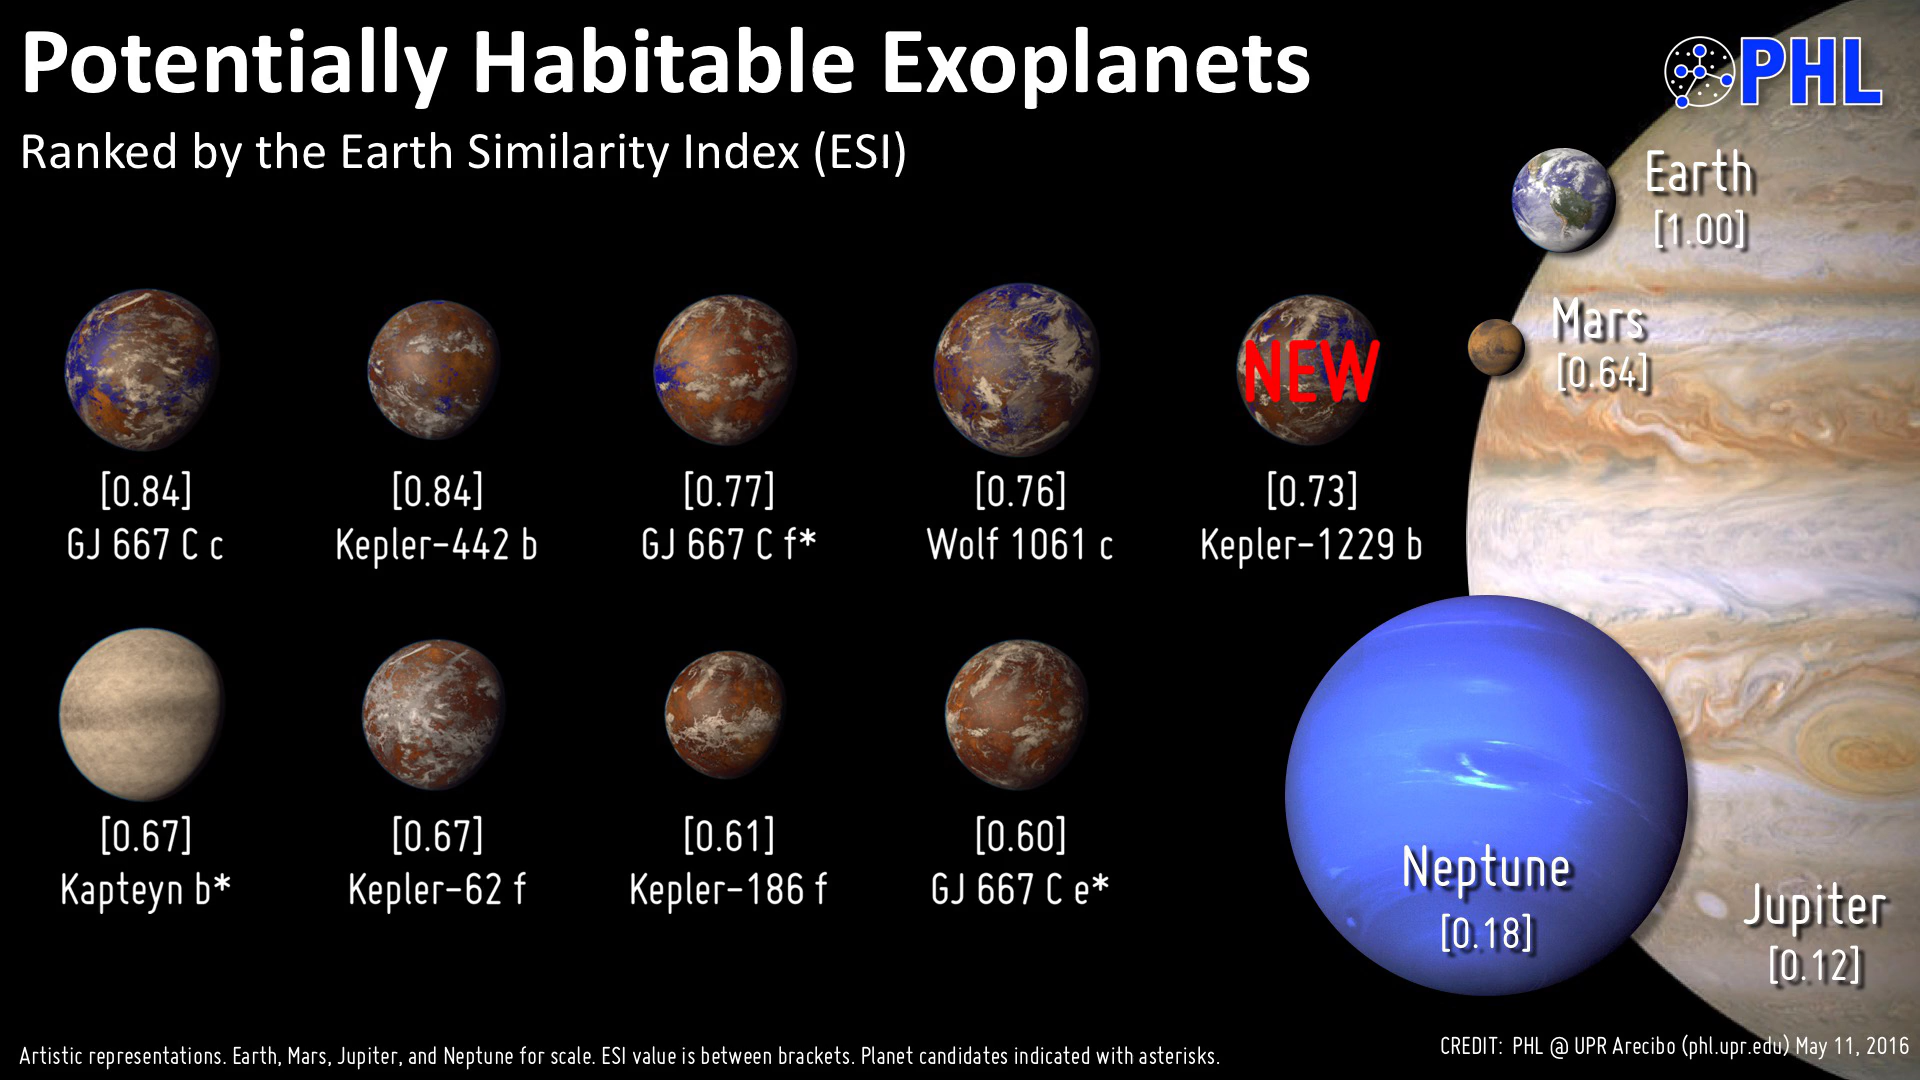 Potentially Habitable Exoplanets
Ranked by the Earth Similarity Index (ESI)
PHL
Earth
[1.00]
Mars
[0.64]
NEW
[0.84] [0.84] [0.77] [0.76] [0.73]
GJ 667 C c Kepler-442 b GJ 667 C f* Wolf 1061 c Kepler-1229 b
[0.67] [0.67] [0.61] [0.60]
Kapteyn b* Kepler-62 f Kepler-186 f GJ 667 C e*
Neptune
[0.18]
Jupiter
[0.12]
Artistic representations. Earth, Mars, Jupiter, and Neptune for scale. ESI value is between brackets. Planet candidates indicated with asterisks.
CREDIT: PHL @ UPR Arecibo (phl.upr.edu) May 11, 2016